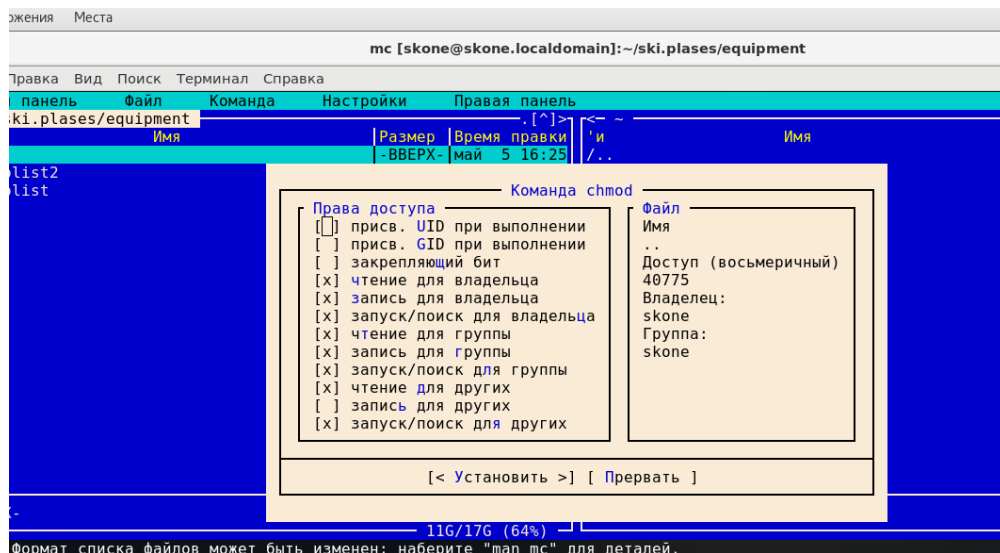 ожения Места
mc [skone@skone.localdomain]:~/ski.plases/equipment
Правка Вид Поиск Терминал Справка
панель Файл Команда Настройки Правая панель
ski.plases/equipment .[^]> <- ~
Имя Размер Время правки 'и Имя
-ВВЕРХ- май 5 16:25 /..
list2
list
Команда chmod
Права доступа
[ ] присв. UID при выполнении
[ ] присв. GID при выполнении
[ ] закрепляющий бит
[x] чтение для владельца
[x] запись для владельца
[x] запуск/поиск для владельца
[x] чтение для группы
[x] запись для группы
[x] запуск/поиск для группы
[x] чтение для других
[ ] запись для других
[x] запуск/поиск для других
Файл
Имя
..
Доступ (восьмеричный)
40775
Владелец:
skone
Группа:
skone
[< Установить >] [ Прервать ]
11G/17G (64%)
Формат списка файлов может быть изменен: наберите "man mc" для деталей.